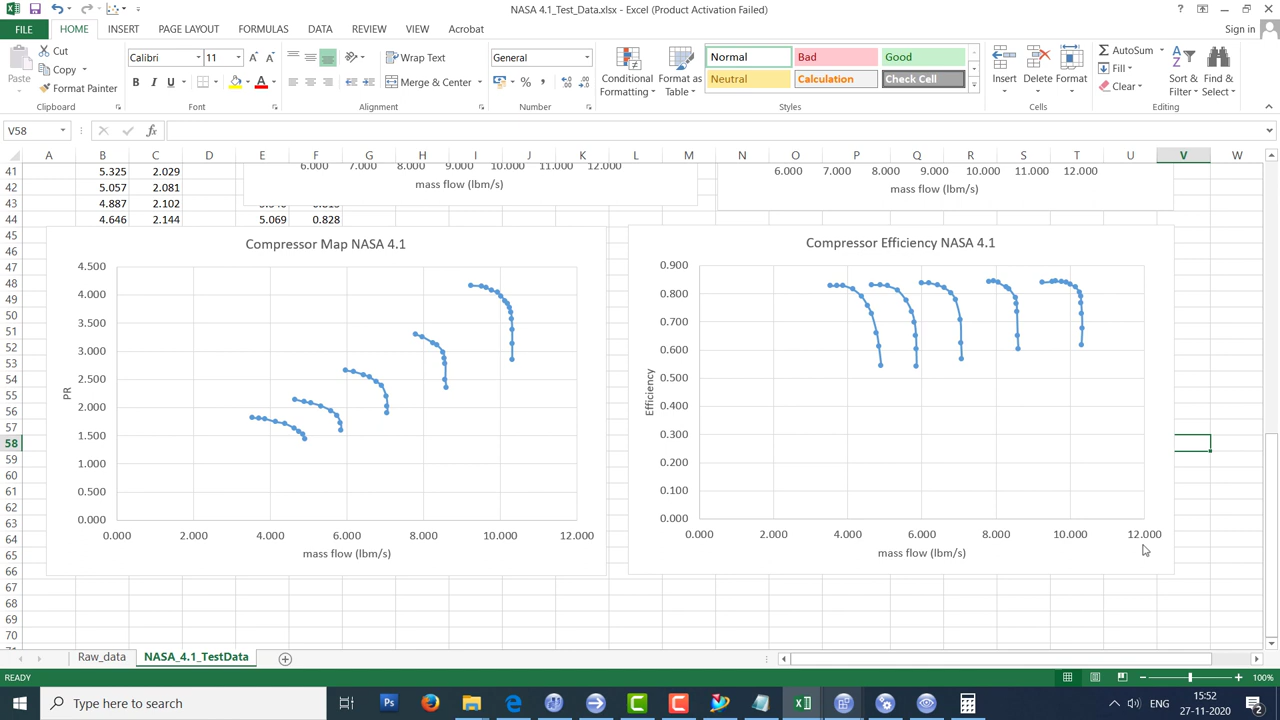 NASA 4.1_Test_Data.xlsx - Excel (Product Activation Failed)
FILE HOME INSERT PAGE LAYOUT FORMULAS DATA REVIEW VIEW Acrobat Sign in
Paste Cut Copy Format Painter
Clipboard
Calibri 11
B I U A
Font
Wrap Text
Merge & Center
Alignment
General
%
Number
Conditional Formatting
Format as Table
Normal Bad Good
Neutral Calculation Check Cell
Styles
Insert Delete Format
Cells
AutoSum
Fill
Clear
Sort & Filter
Find & Select
Editing
V58 fx
A B C D E F G H I J K L M N O P Q R S T U V W
41 5.325 2.029
42 5.057 2.081
43 4.887 2.102
44 4.646 2.144 5.069 0.828
45
46
47
48
49
50
51
52
53
54
55
56
57
58
59
60
61
62
63
64
65
66
67
68
69
70
6.000 7.000 8.000 9.000 10.000 11.000 12.000
mass flow (lbm/s)
6.000 7.000 8.000 9.000 10.000 11.000 12.000
mass flow (lbm/s)
Compressor Map NASA 4.1
4.500
4.000
3.500
3.000
2.500
2.000
1.500
1.000
0.500
0.000
PR
0.000 2.000 4.000 6.000 8.000 10.000 12.000
mass flow (lbm/s)
Compressor Efficiency NASA 4.1
0.900
0.800
0.700
0.600
0.500
0.400
0.300
0.200
0.100
0.000
Efficiency
0.000 2.000 4.000 6.000 8.000 10.000 12.000
mass flow (lbm/s)
Raw_data NASA_4.1_TestData
READY 100%
Type here to search
ENG
15:52
27-11-2020